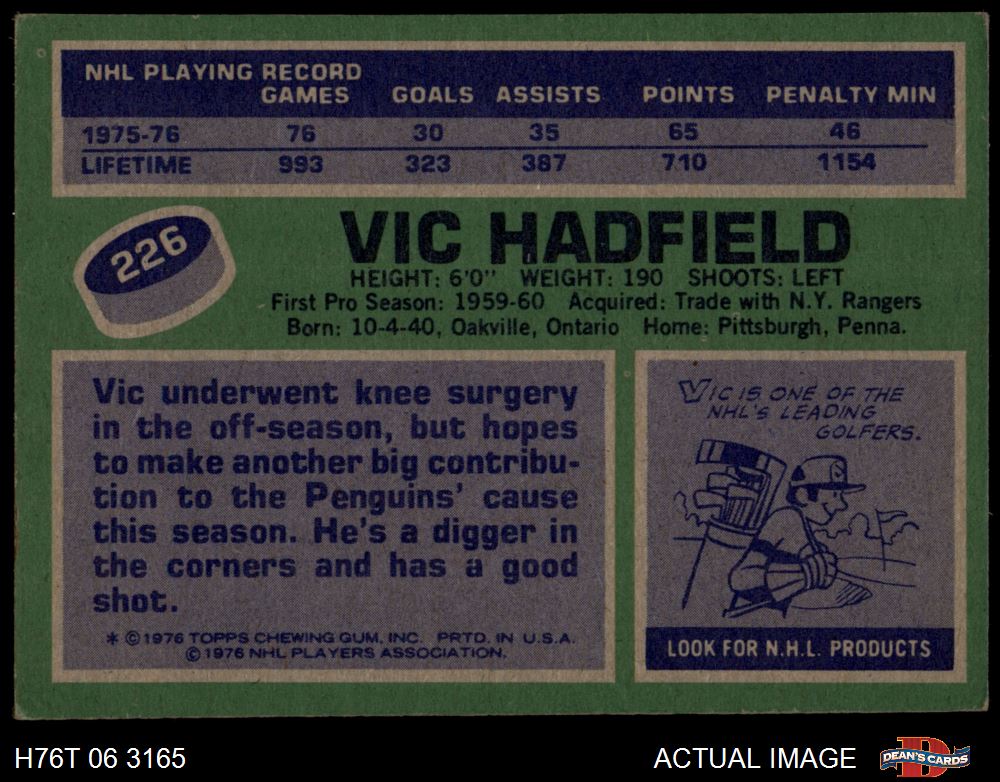 NHL PLAYING RECORD
GAMES GOALS ASSISTS POINTS PENALTY MIN
1975-76 76 30 35 65 46
LIFETIME 993 323 387 710 1154
226
VIC HADFIELD
HEIGHT: 6'0" WEIGHT: 190 SHOOTS: LEFT
First Pro Season: 1959-60 Acquired: Trade with N.Y. Rangers
Born: 10-4-40, Oakville, Ontario Home: Pittsburgh, Penna.
Vic underwent knee surgery
in the off-season, but hopes
to make another big contribu-
tion to the Penguins' cause
this season. He's a digger in
the corners and has a good
shot.
* ©1976 TOPPS CHEWING GUM, INC. PRTD. IN U.S.A.
©1976 NHL PLAYERS ASSOCIATION.
VIC IS ONE OF THE
NHL'S LEADING
GOLFERS.
LOOK FOR N.H.L. PRODUCTS
H76T 06 3165
ACTUAL IMAGE
D
DEAN'S CARDS